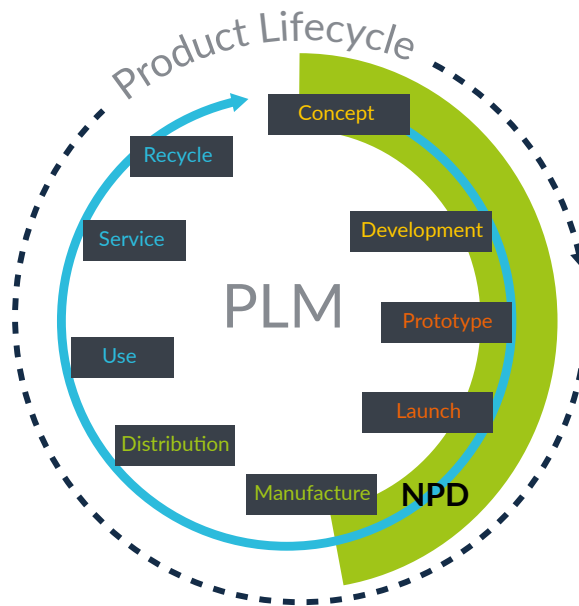 Product Lifecycle
Concept
Recycle
Development
Service
PLM
Prototype
Use
Launch
Distribution
Manufacture
NPD